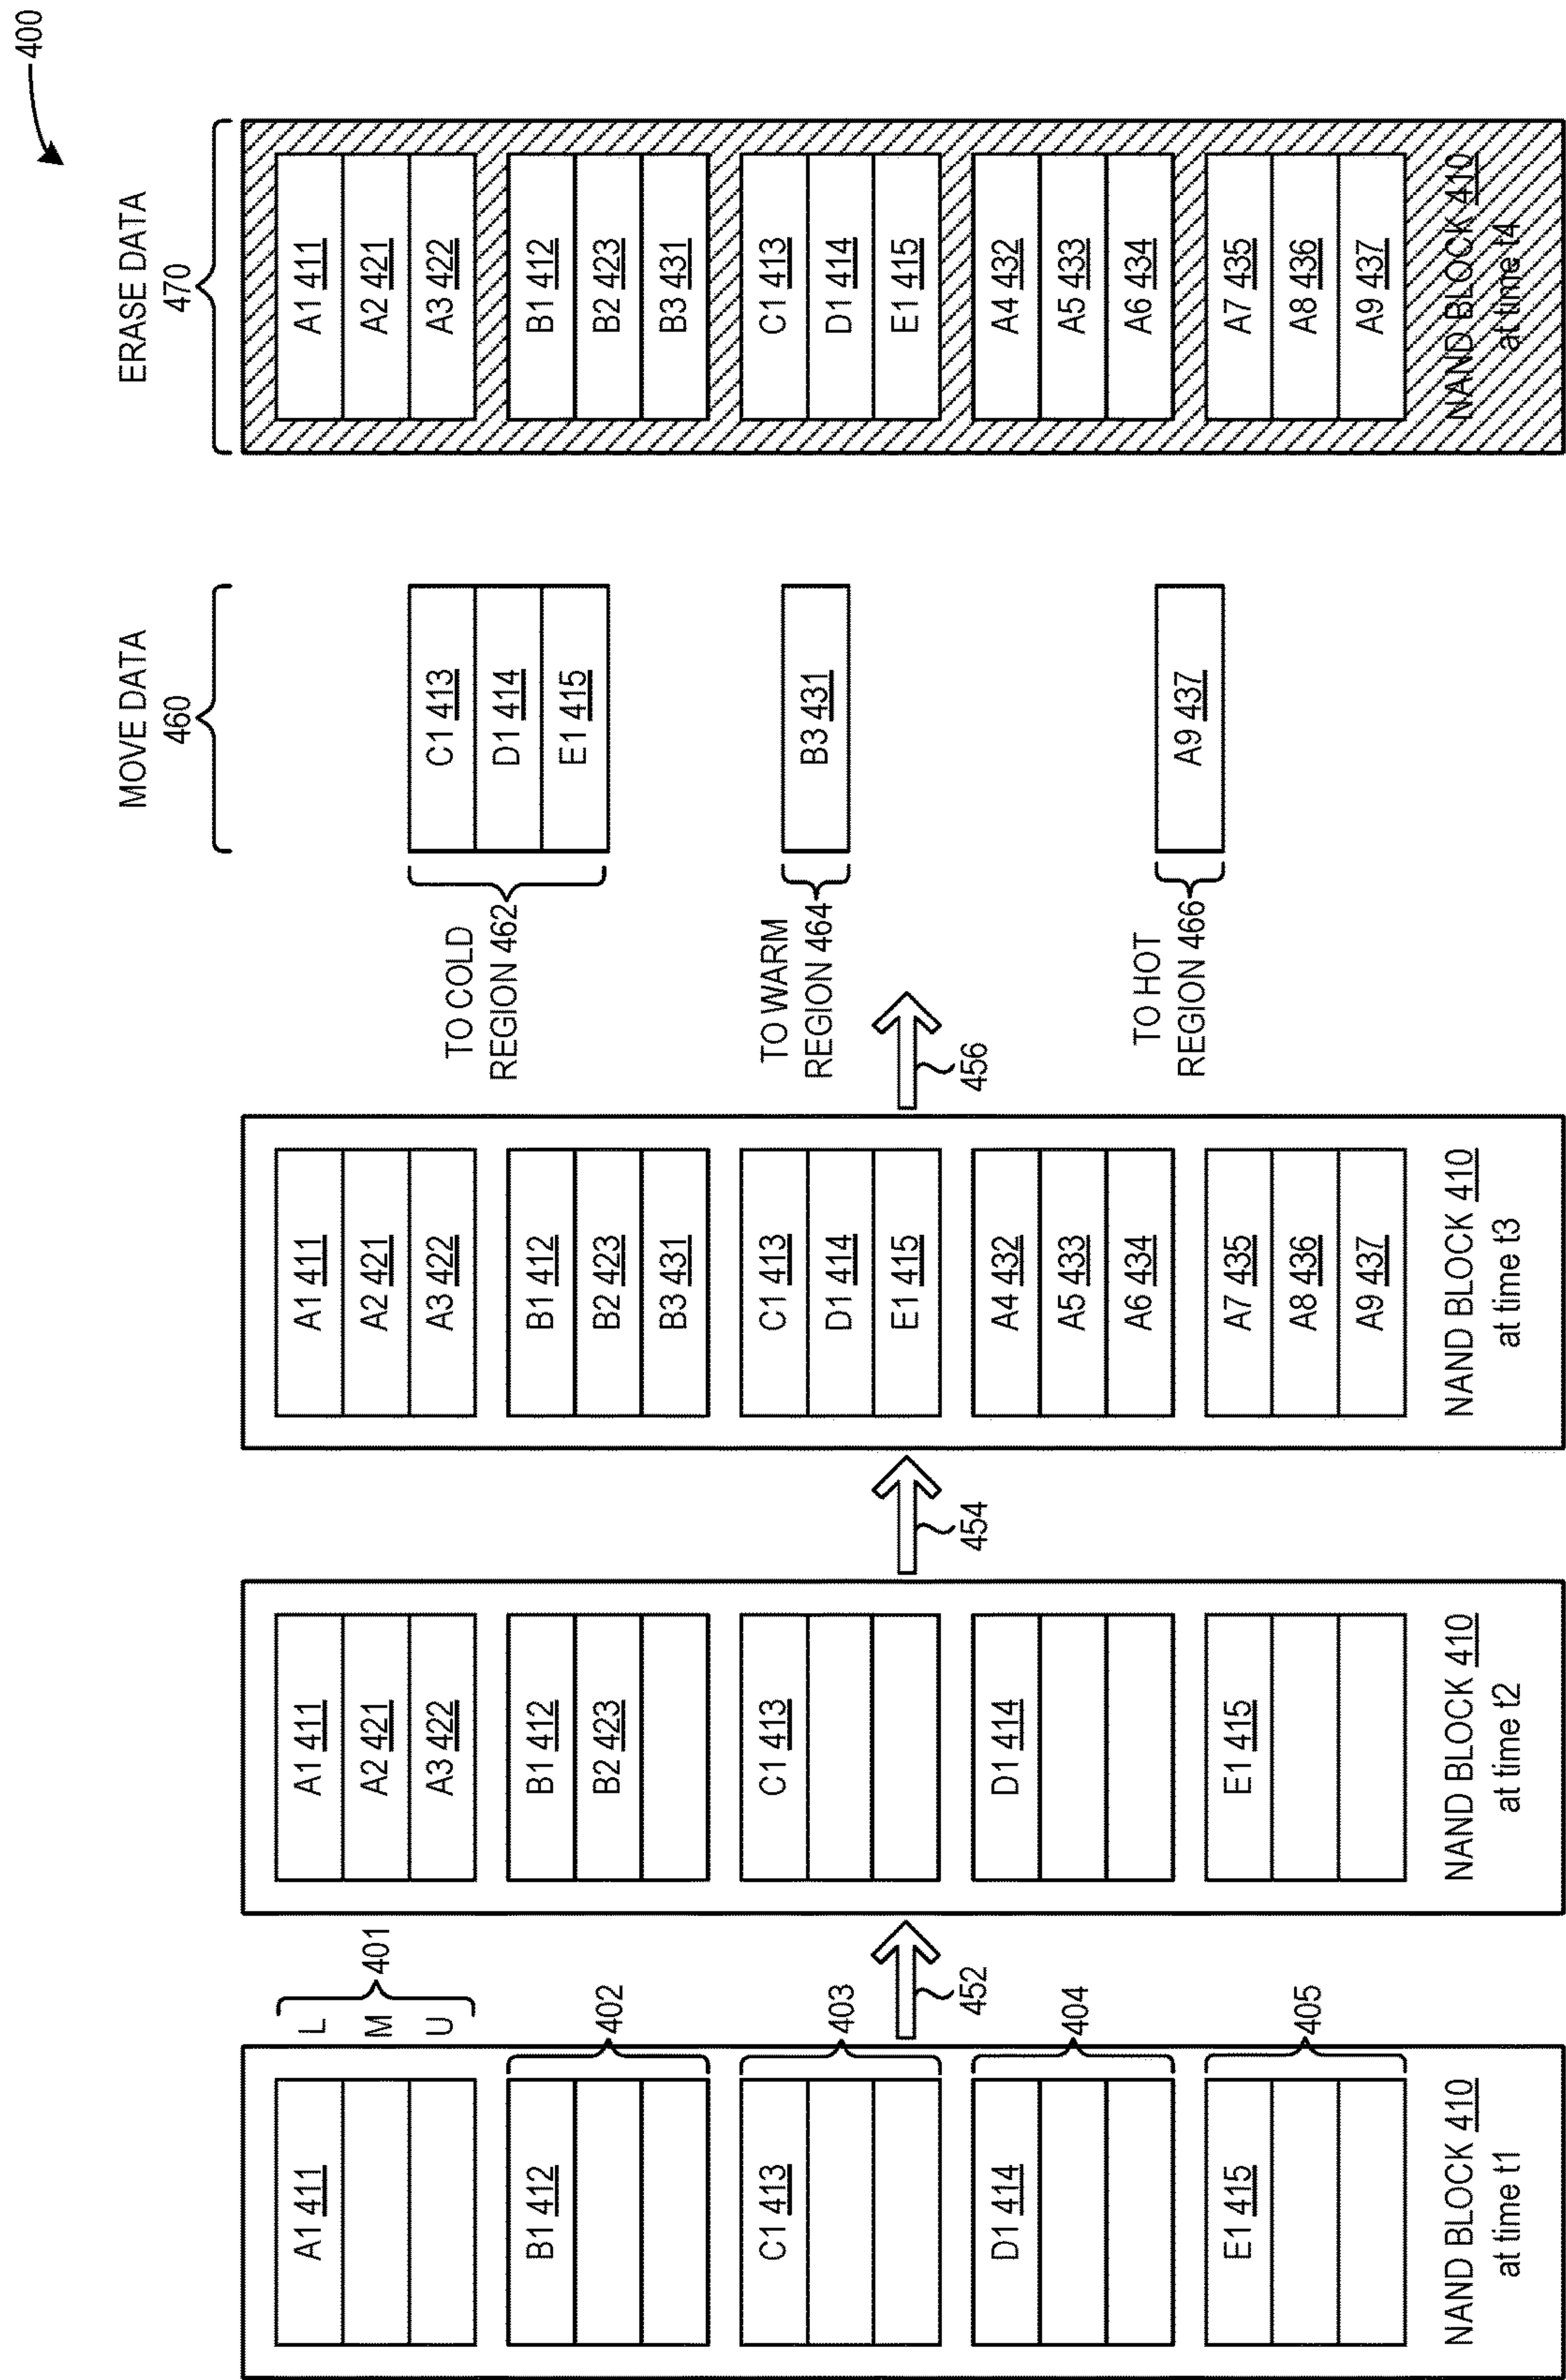 400
A1 411
B1 412
C1 413
D1 414
E1 415
NAND BLOCK 410
at time t1
L
M
U
401
402
403
404
405
452
A1 411
A2 421
A3 422
B1 412
B2 423
C1 413
D1 414
E1 415
NAND BLOCK 410
at time t2
454
A1 411
A2 421
A3 422
B1 412
B2 423
B3 431
C1 413
D1 414
E1 415
A4 432
A5 433
A6 434
A7 435
A8 436
A9 437
NAND BLOCK 410
at time t3
456
MOVE DATA
460
TO COLD
REGION 462
C1 413
D1 414
E1 415
TO WARM
REGION 464
B3 431
TO HOT
REGION 466
A9 437
ERASE DATA
470
A1 411
A2 421
A3 422
B1 412
B2 423
B3 431
C1 413
D1 414
E1 415
A4 432
A5 433
A6 434
A7 435
A8 436
A9 437
NAND BLOCK 410
at time t4